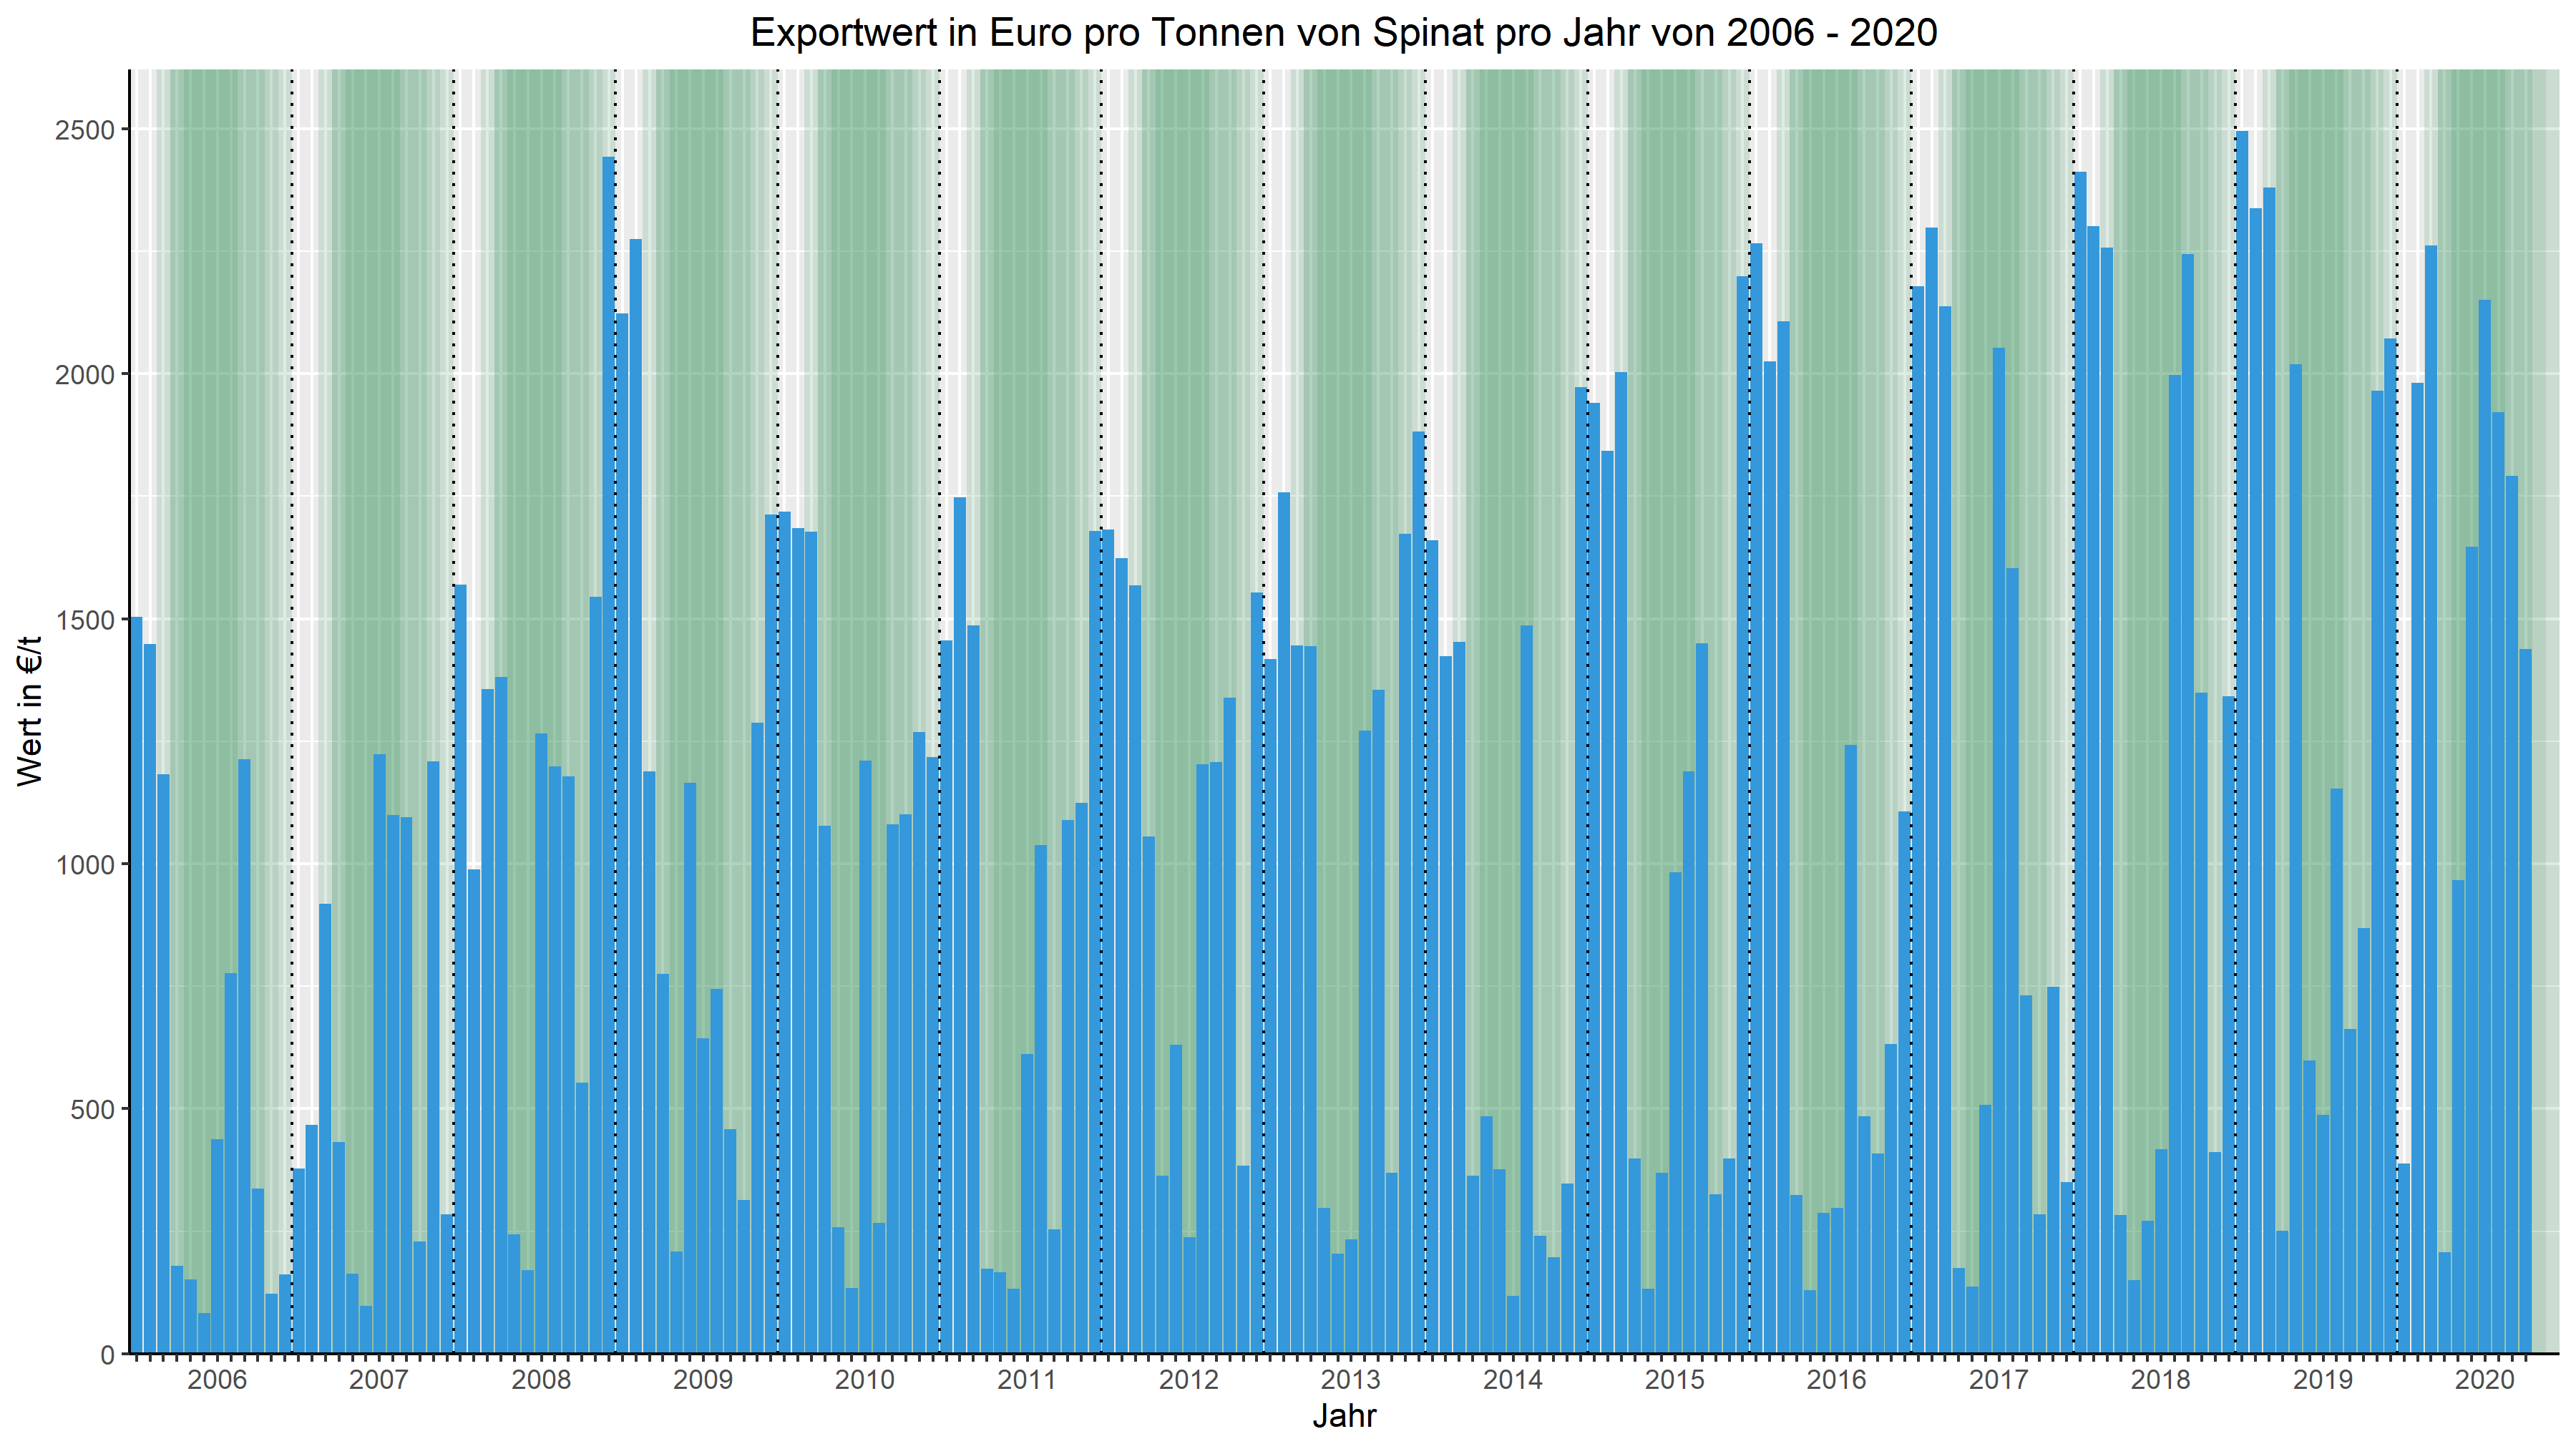 Exportwert in Euro pro Tonnen von Spinat pro Jahr von 2006 - 2020
2500
2000
1500
1000
500
0
Wert in €/t
2006 2007 2008 2009 2010 2011 2012 2013 2014 2015 2016 2017 2018 2019 2020
Jahr